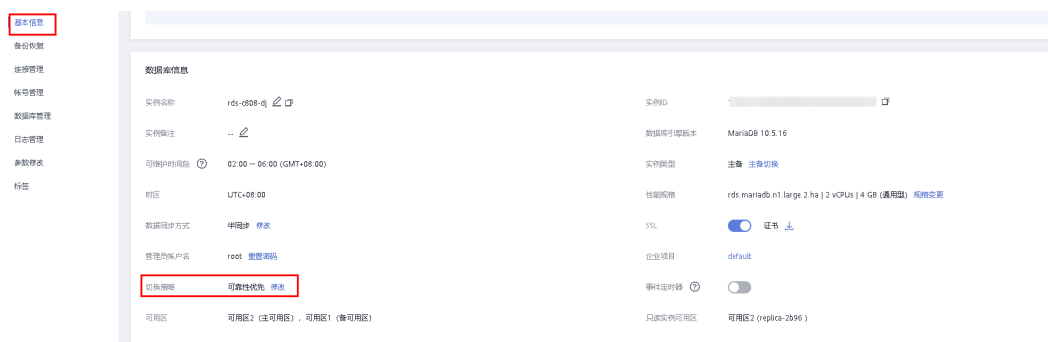 基本信息
备份恢复
连接管理
帐号管理
数据库管理
日志管理
参数修改
标签
数据库信息
实例名称 rds-c808-dj 实例ID
实例备注 -- 数据库引擎版本 MariaDB 10.5.16
可维护时间段 02:00 — 06:00 (GMT+08:00) 实例类型 主备 主备切换
时区 UTC+08:00 性能规格 rds.mariadb.n1.large.2.ha | 2 vCPUs | 4 GB (通用型) 规格变更
数据同步方式 半同步 修改 SSL 证书
管理员帐户名 root 重置密码 企业项目 default
切换策略 可靠性优先 修改 事件定时器
可用区 可用区2 (主可用区) , 可用区1 (备可用区) 只读实例可用区 可用区2 (replica-2b96 )